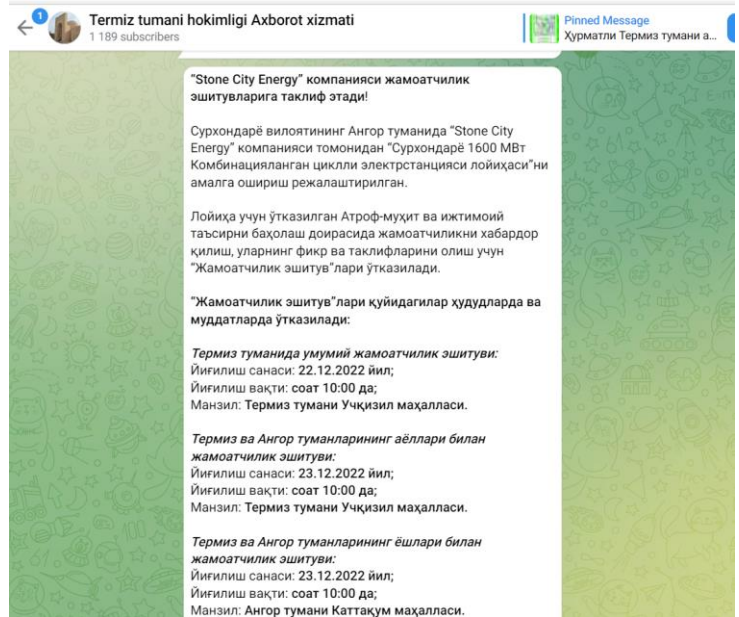 1
Termiz tumani hokimligi Axborot xizmati
1 189 subscribers
Pinned Message
Ҳурматли Термиз тумани а...
“Stone City Energy” компанияси жамоатчилик
эшитувларига таклиф этади!
Сурхондарё вилоятининг Ангор туманида “Stone City
Energy” компанияси томонидан “Сурхондарё 1600 МВт
Комбинацияланган циклли электрстанцияси лойиҳаси”ни
амалга ошириш режалаштирилган.
Лойиҳа учун ўтказилган Атроф-муҳит ва ижтимоий
таъсирни баҳолаш доирасида жамоатчиликни хабардор
қилиш, уларнинг фикр ва таклифларини олиш учун
“Жамоатчилик эшитув”лари ўтказилади.
“Жамоатчилик эшитув”лари қуйидагилар ҳудудларда ва
муддатларда ўтказилади:
Термиз туманида умумий жамоатчилик эшитуви:
Йиғилиш санаси: 22.12.2022 йил;
Йиғилиш вақти: соат 10:00 да;
Манзил: Термиз тумани Учқизил маҳалласи.
Термиз ва Ангор туманларининг аёллари билан
жамоатчилик эшитуви:
Йиғилиш санаси: 23.12.2022 йил;
Йиғилиш вақти: соат 10:00 да;
Манзил: Термиз тумани Учқизил маҳалласи.
Термиз ва Ангор туманларининг ёшлари билан
жамоатчилик эшитуви:
Йиғилиш санаси: 23.12.2022 йил;
Йиғилиш вақти: соат 10:00 да;
Манзил: Ангор тумани Каттақум маҳалласи.